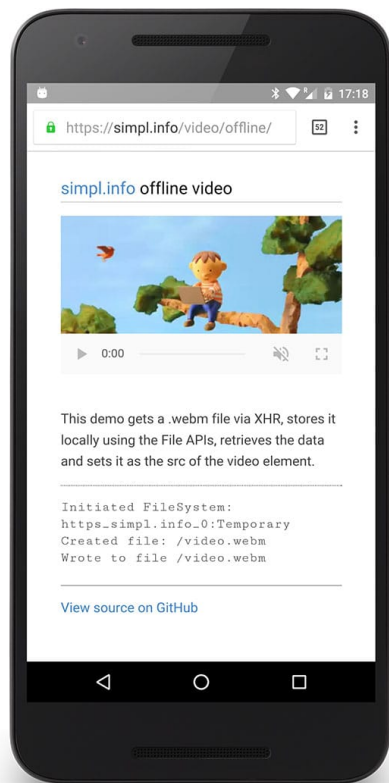 17:18
https://simpl.info/video/offline/
52
simpl.info offline video
0:00
This demo gets a .webm file via XHR, stores it
locally using the File APIs, retrieves the data
and sets it as the src of the video element.
Initiated FileSystem:
https_simpl.info_0:Temporary
Created file: /video.webm
Wrote to file /video.webm
View source on GitHub